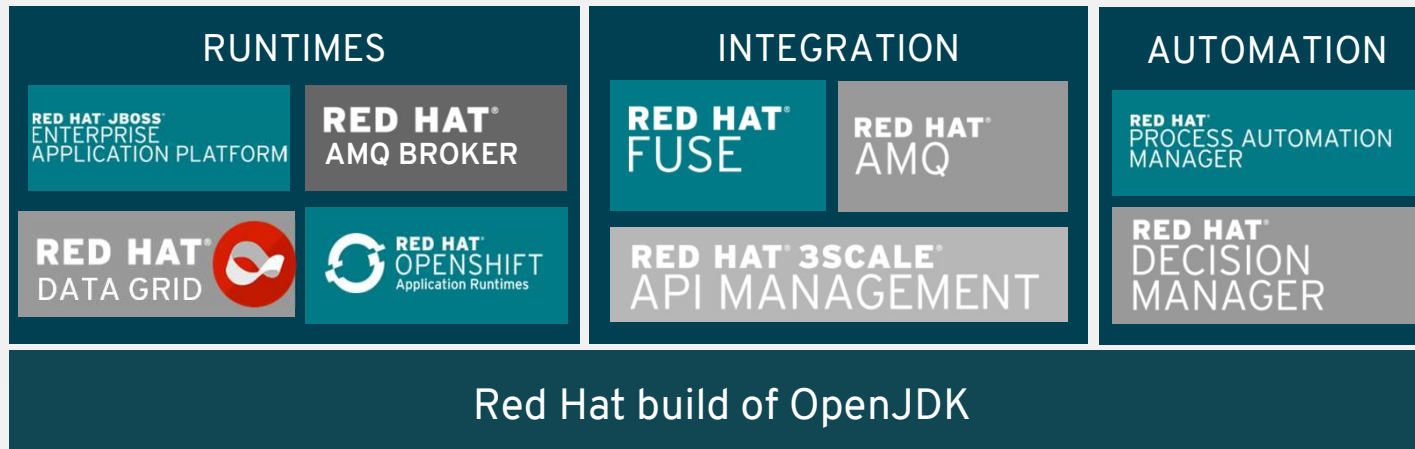 RUNTIMES
RED HAT® JBOSS®
ENTERPRISE
APPLICATION PLATFORM
RED HAT®
AMQ BROKER
RED HAT®
DATA GRID
RED HAT®
OPENSHIFT
Application Runtimes
INTEGRATION
RED HAT®
FUSE
RED HAT®
AMQ
RED HAT® 3SCALE®
API MANAGEMENT
AUTOMATION
RED HAT®
PROCESS AUTOMATION
MANAGER
RED HAT®
DECISION
MANAGER
Red Hat build of OpenJDK